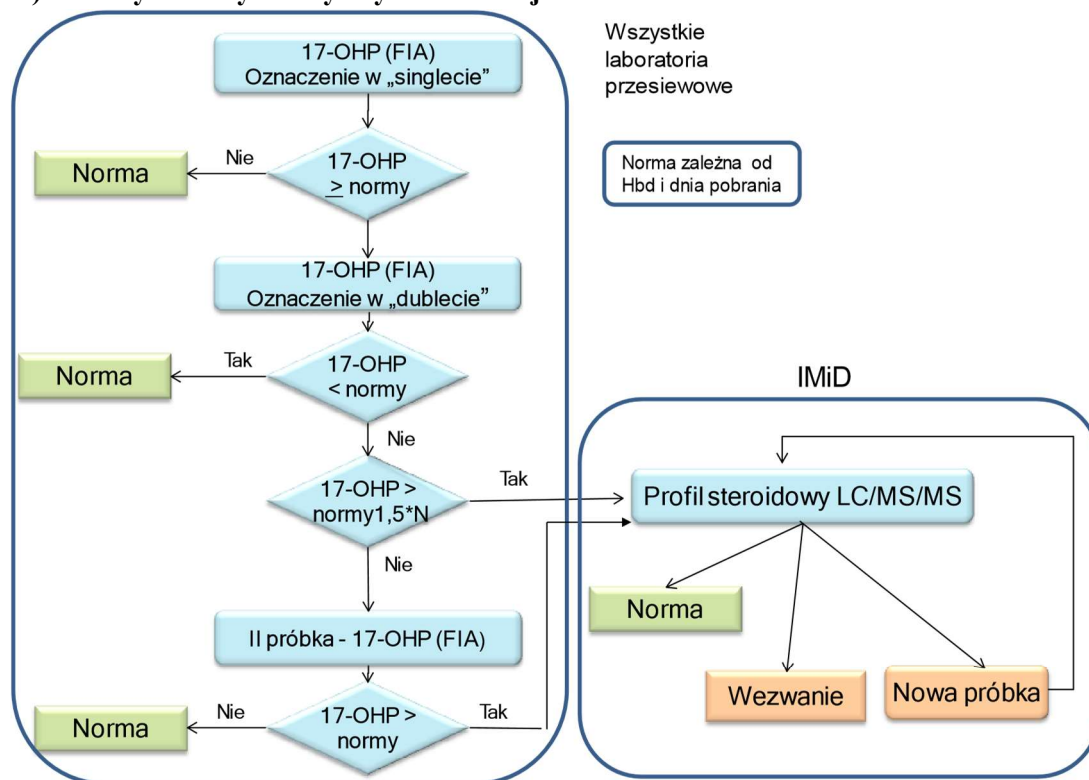 17-OHP (FIA)
Oznaczenie w „singlecie”
Wszystkie
laboratoria
przesiewowe
Nie
17-OHP
≥ normy
Norma
Norma zależna od
Hbd i dnia pobrania
17-OHP (FIA)
Oznaczenie w „dublecie”
Tak
17-OHP
< normy
Norma
Nie
IMiD
17-OHP >
normy1,5*N
Tak
Profil steroidowy LC/MS/MS
Nie
Norma
II próbka - 17-OHP (FIA)
Wezwanie
Nowa próbka
Nie
17-OHP >
normy
Tak
Norma